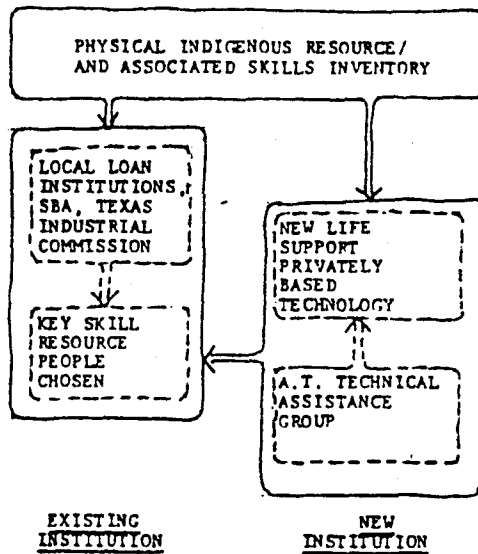 PHYSICAL INDIGENOUS RESOURCE/
AND ASSOCIATED SKILLS INVENTORY
LOCAL LOAN
INSTITUTIONS,
SBA, TEXAS
INDUSTRIAL
COMMISSION
KEY SKILL
RESOURCE
PEOPLE
CHOSEN
NEW LIFE
SUPPORT
PRIVATELY
BASED
TECHNOLOGY
A.T. TECHNICAL
ASSISTANCE
GROUP
EXISTING
INSTITUTION
NEW
INSTITUTION